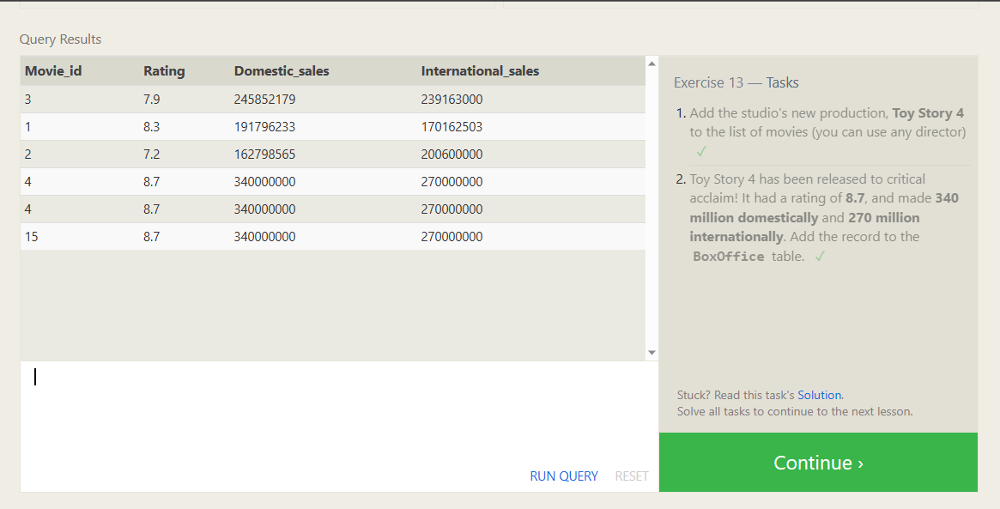 Query Results
Movie_id Rating Domestic_sales International_sales
3 7.9 245852179 239163000
1 8.3 191796233 170162503
2 7.2 162798565 200600000
4 8.7 340000000 270000000
4 8.7 340000000 270000000
15 8.7 340000000 270000000
RUN QUERY RESET
Exercise 13 — Tasks
1. Add the studio's new production, Toy Story 4
to the list of movies (you can use any director)
✓
2. Toy Story 4 has been released to critical
acclaim! It had a rating of 8.7, and made 340
million domestically and 270 million
internationally. Add the record to the
BoxOffice table. ✓
Stuck? Read this task's Solution.
Solve all tasks to continue to the next lesson.
Continue ›